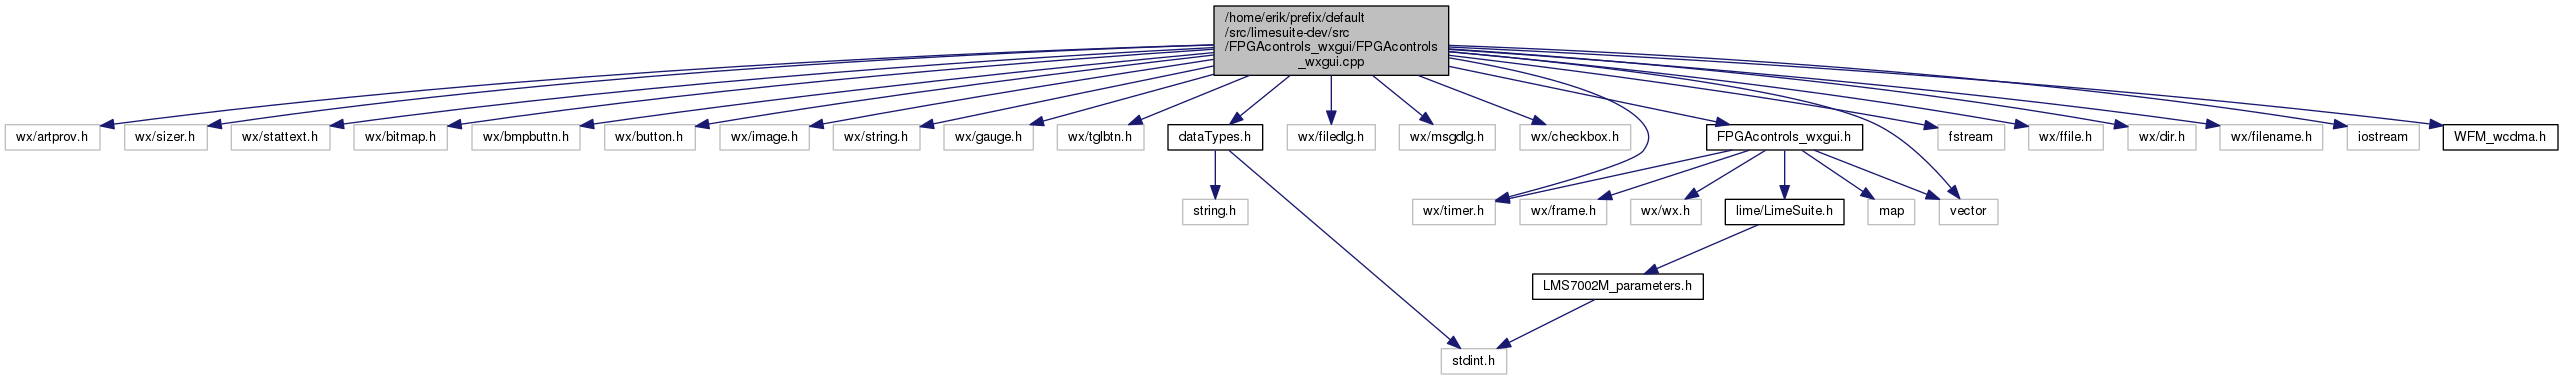 /home/erik/prefix/default
/src/limesuite-dev/src
/FPGAcontrols_wxgui/FPGAcontrols
_wxgui.cpp
wx/artprov.h
wx/sizer.h
wx/stattext.h
wx/bitmap.h
wx/bmpbuttn.h
wx/button.h
wx/image.h
wx/string.h
wx/gauge.h
wx/tglbtn.h
dataTypes.h
wx/filedlg.h
wx/msgdlg.h
wx/checkbox.h
FPGAcontrols_wxgui.h
fstream
wx/ffile.h
wx/dir.h
wx/filename.h
iostream
WFM_wcdma.h
string.h
wx/timer.h
wx/frame.h
wx/wx.h
lime/LimeSuite.h
map
vector
LMS7002M_parameters.h
stdint.h